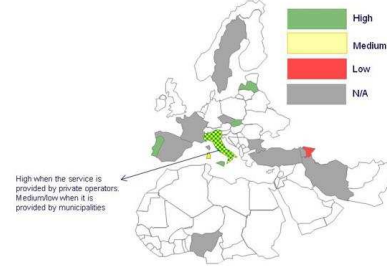 High
Medium
Low
N/A
High when the service is
provided by private operators.
Medium/low when it is
provided by municipalities